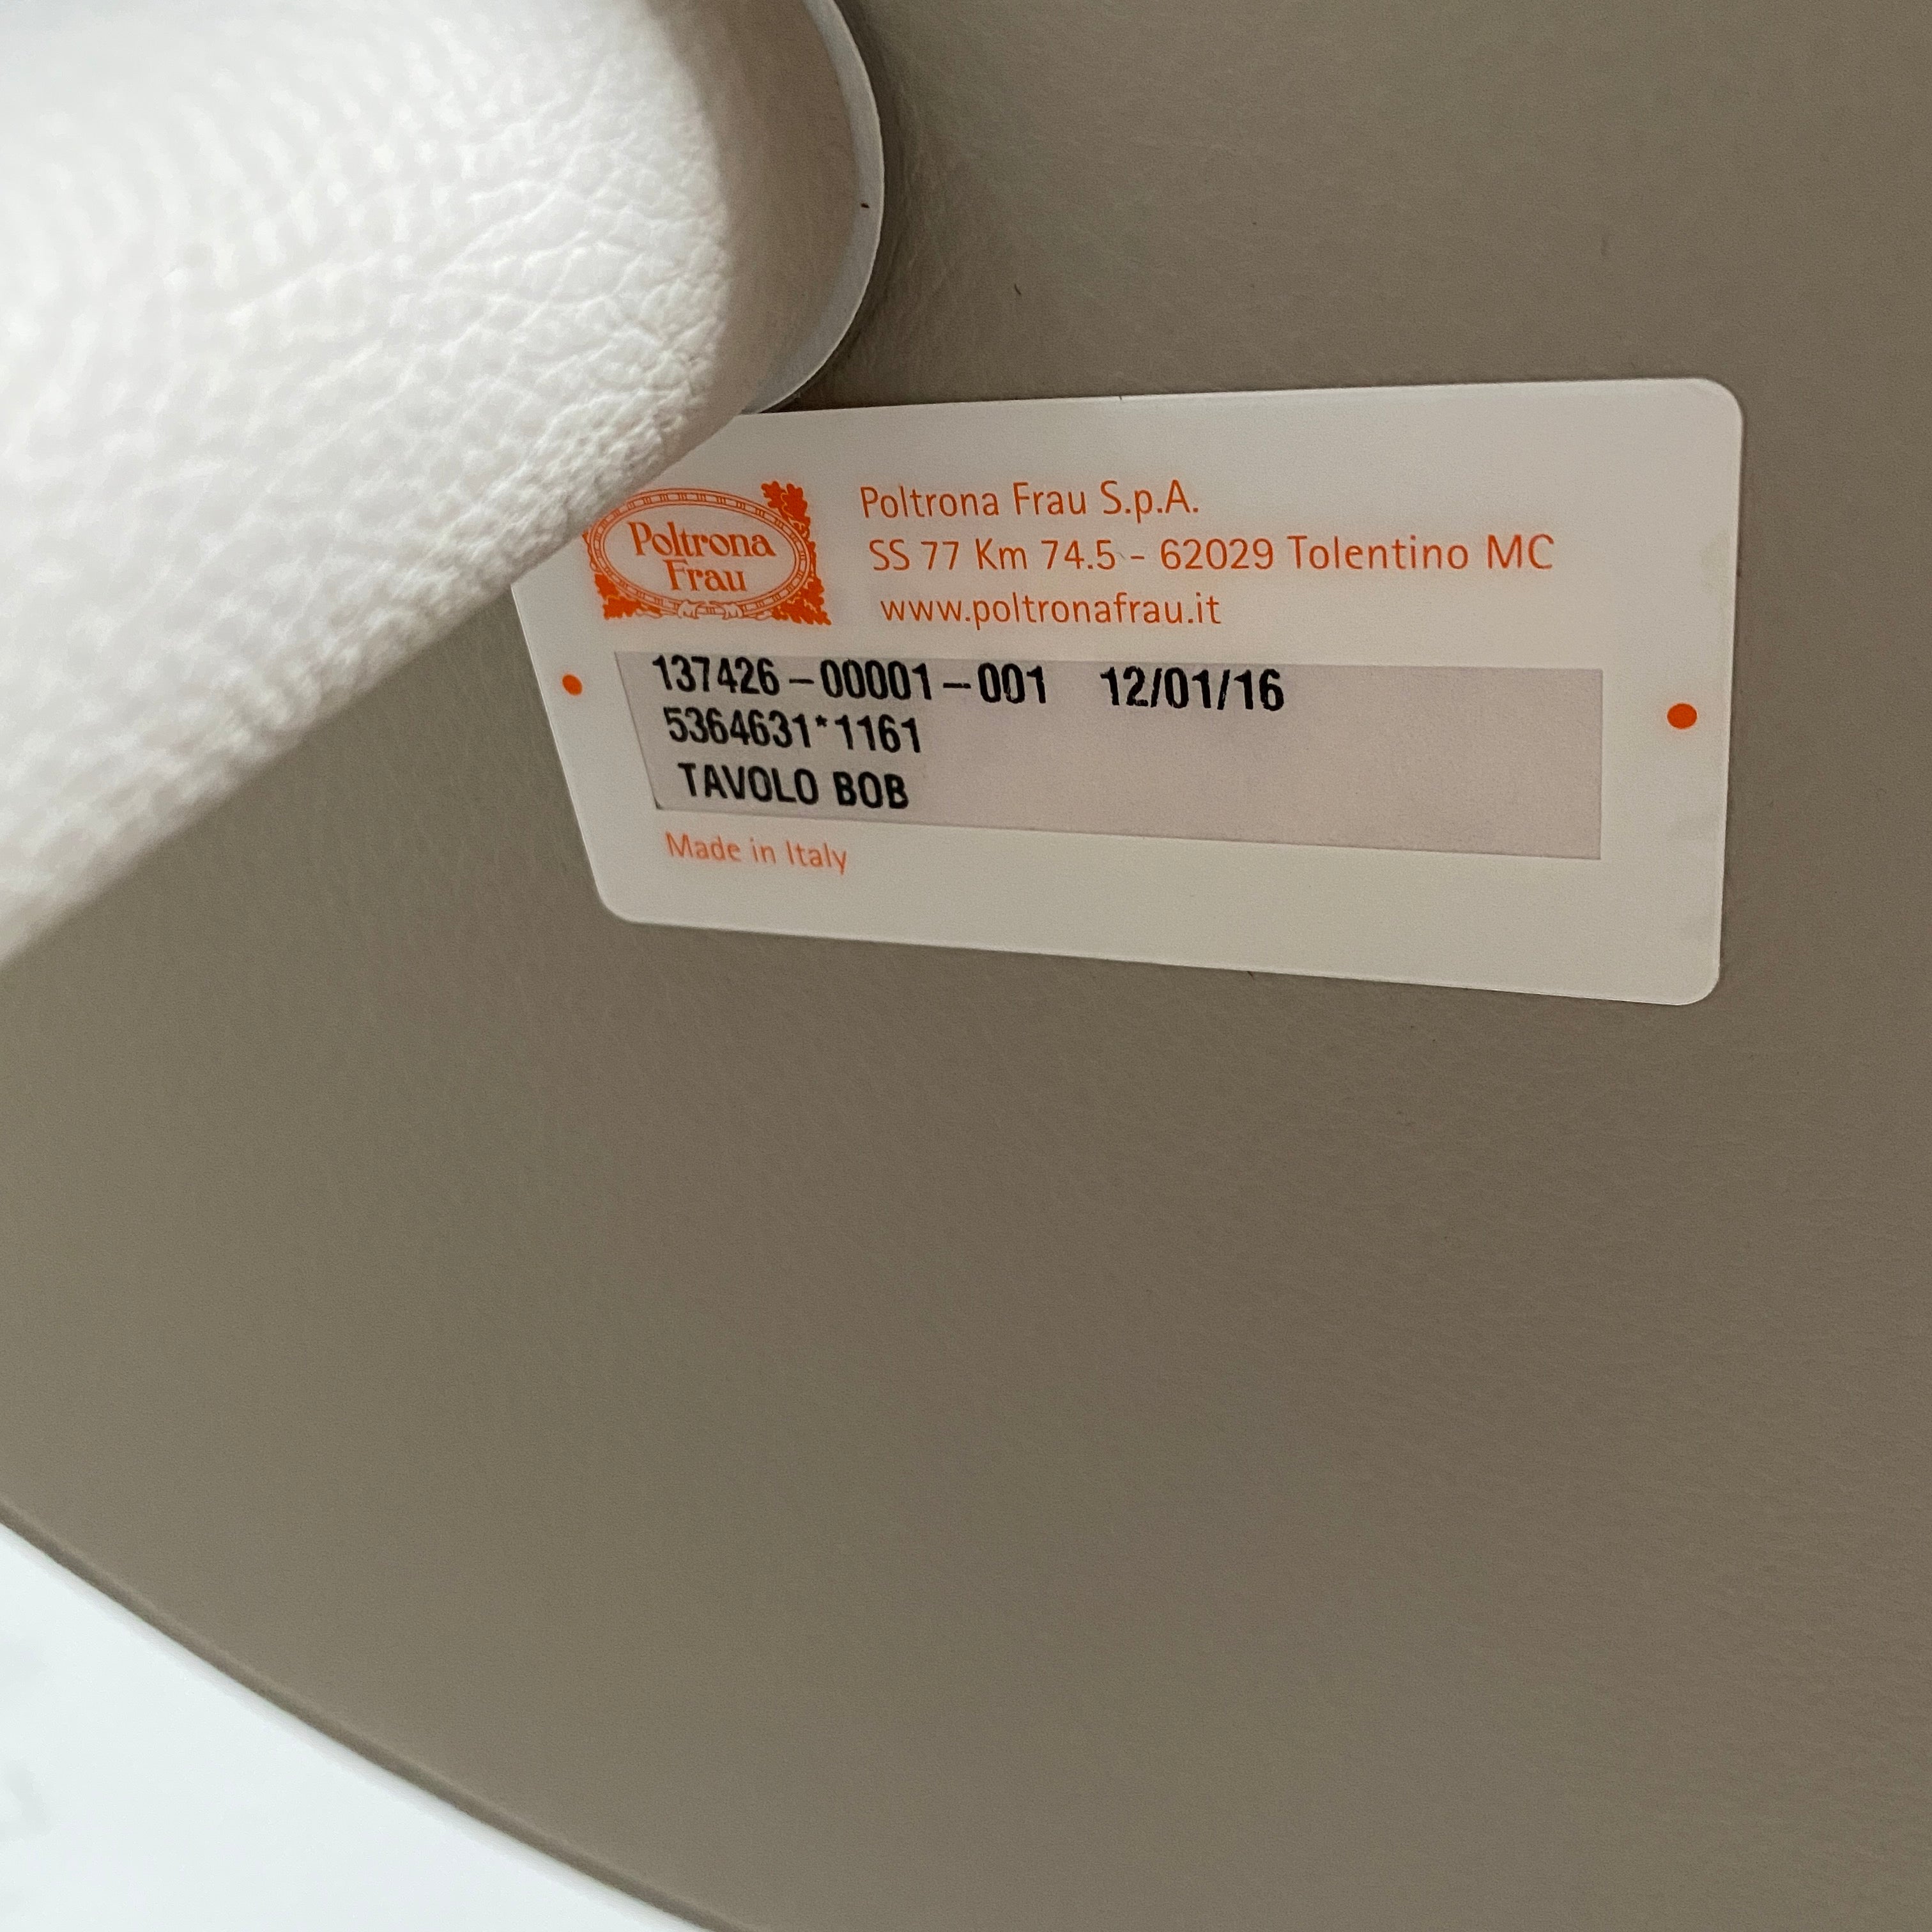 Poltrona
Frau
Poltrona Frau S.p.A.
SS 77 Km 74.5 - 62029 Tolentino MC
www.poltronafrau.it
137426-00001-001 12/01/16
5364631*1161
TAVOLO BOB
Made in Italy